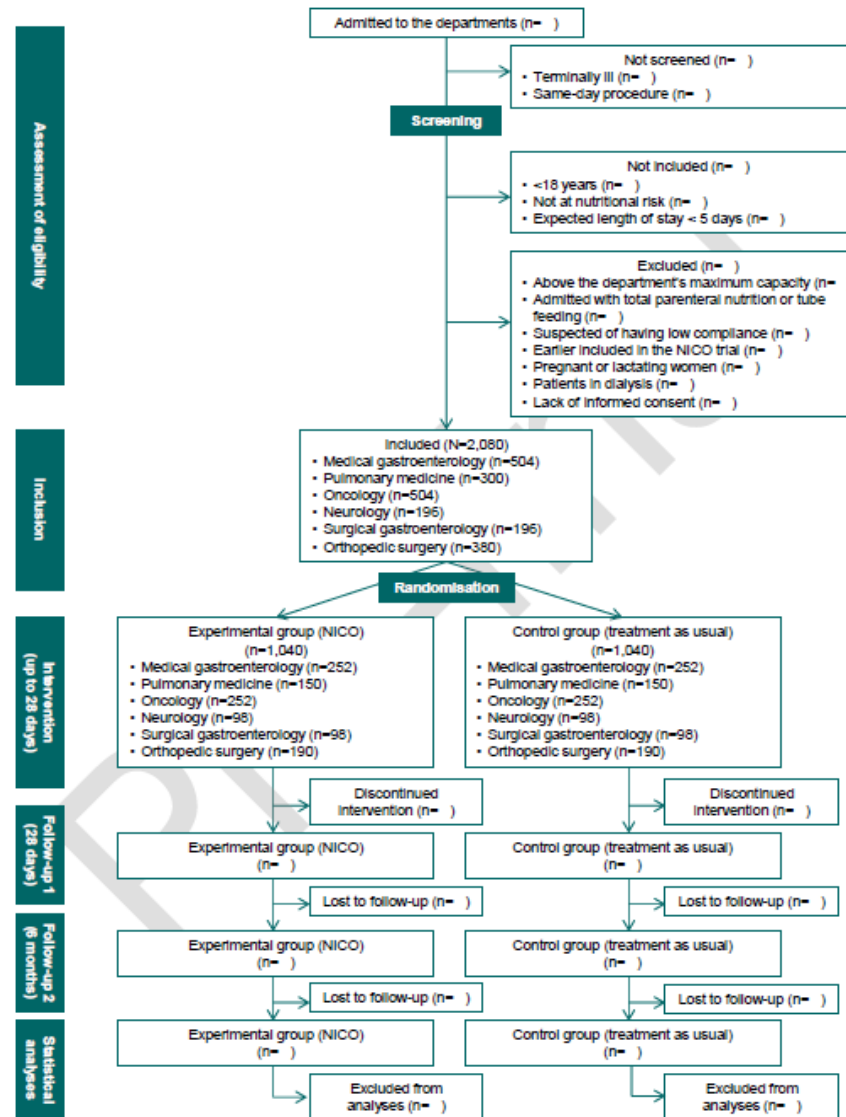 Admitted to the departments (n= )
Not screened (n= )
• Terminally ill (n= )
• Same-day procedure (n= )
Screening
Assessment of eligibility
Not included (n= )
• <18 years (n= )
• Not at nutritional risk (n= )
• Expected length of stay < 5 days (n= )
Excluded (n= )
• Above the department's maximum capacity (n=
• Admitted with total parenteral nutrition or tube
feeding (n= )
• Suspected of having low compliance (n= )
• Earlier included in the NICO trial (n= )
• Pregnant or lactating women (n= )
• Patients in dialysis (n= )
• Lack of informed consent (n= )
Inclusion
Included (N=2,080)
• Medical gastroenterology (n=504)
• Pulmonary medicine (n=300)
• Oncology (n=504)
• Neurology (n=196)
• Surgical gastroenterology (n=196)
• Orthopedic surgery (n=380)
Randomisation
Intervention
(up to 28 days)
Experimental group (NICO)
(n=1,040)
• Medical gastroenterology (n=252)
• Pulmonary medicine (n=150)
• Oncology (n=252)
• Neurology (n=98)
• Surgical gastroenterology (n=98)
• Orthopedic surgery (n=190)
Control group (treatment as usual)
(n=1,040)
• Medical gastroenterology (n=252)
• Pulmonary medicine (n=150)
• Oncology (n=252)
• Neurology (n=98)
• Surgical gastroenterology (n=98)
• Orthopedic surgery (n=190)
Discontinued
intervention (n= )
Discontinued
intervention (n= )
Follow-up 1
(28 days)
Experimental group (NICO)
(n= )
Control group (treatment as usual)
(n= )
Lost to follow-up (n= )
Lost to follow-up (n= )
Follow-up 2
(6 months)
Experimental group (NICO)
(n= )
Control group (treatment as usual)
(n= )
Lost to follow-up (n= )
Lost to follow-up (n= )
Statistical
analyses
Experimental group (NICO)
(n= )
Control group (treatment as usual)
(n= )
Excluded from
analyses (n= )
Excluded from
analyses (n= )